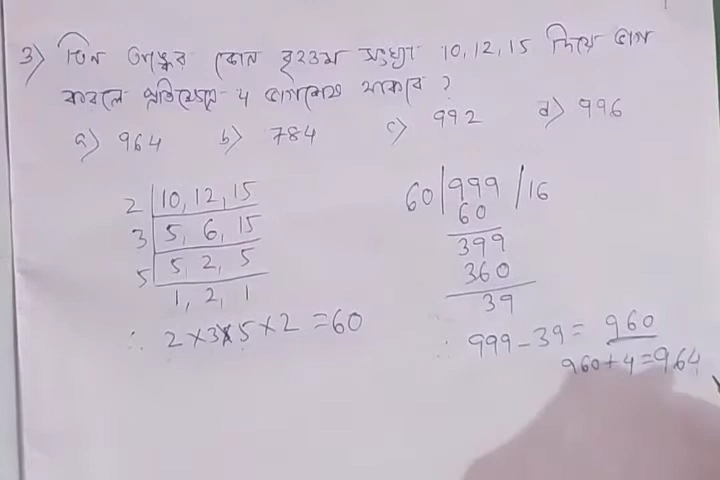 3) তিন অঙ্কের কোন বৃহত্তম সংখ্যা 10, 12, 15 দিয়ে ভাগ
করলে প্রতিক্ষেত্রে 4 ভাগশেষ থাকবে ?
a) 964 b) 784 c) 992 d) 996
2 | 10, 12, 15
3 | 5, 6, 15
5 | 5, 2, 5
1, 2, 1
∴ 2×3×5×2 = 60
60 / 999 / 16
60
399
360
39
∴ 999 - 39 = 960
960 + 4 = 964